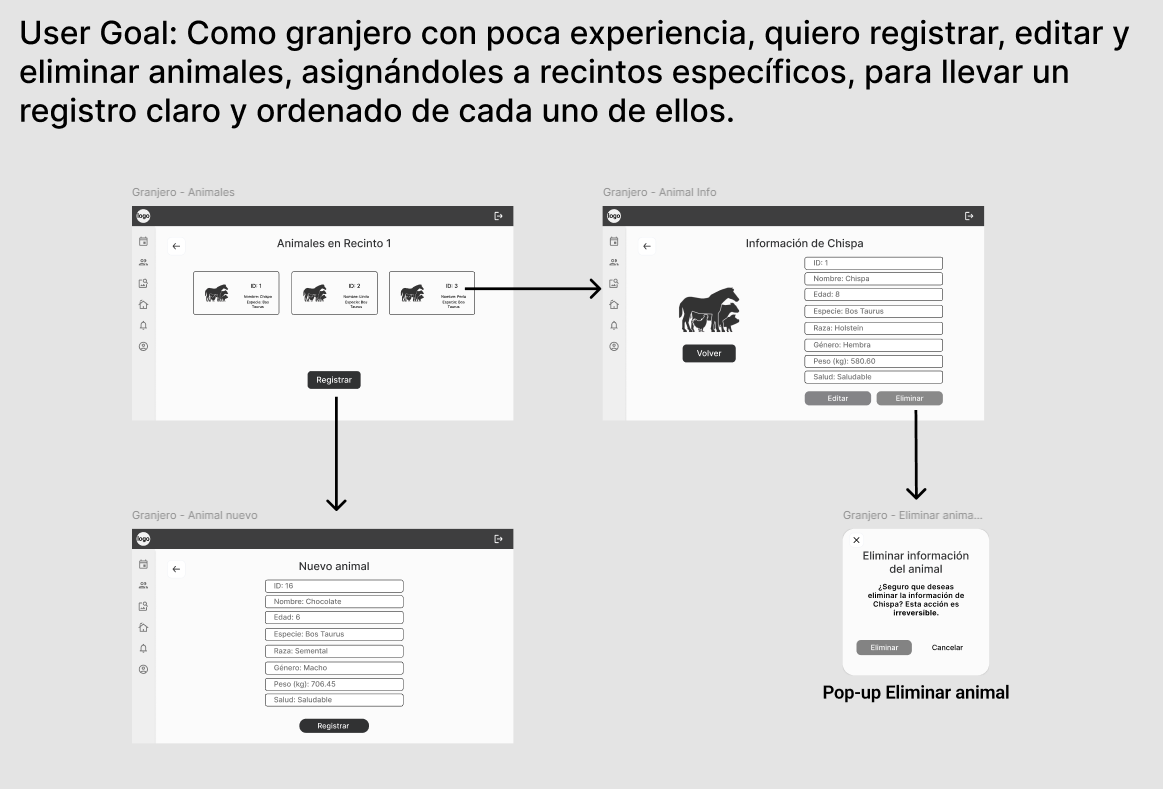 User Goal: Como granjero con poca experiencia, quiero registrar, editar y
eliminar animales, asignándoles a recintos específicos, para llevar un
registro claro y ordenado de cada uno de ellos.
Granjero - Animales
logo
Animales en Recinto 1
ID: 1
Nombre: Chispa
Especie: Bos
Taurus
ID: 2
Nombre: Linda
Especie: Bos
Taurus
ID: 3
Nombre: Perla
Especie: Bos
Taurus
Registrar
Granjero - Animal Info
logo
Información de Chispa
Volver
ID: 1
Nombre: Chispa
Edad: 8
Especie: Bos Taurus
Raza: Holstein
Género: Hembra
Peso (kg): 580.60
Salud: Saludable
Editar
Eliminar
Granjero - Animal nuevo
logo
Nuevo animal
ID: 16
Nombre: Chocolate
Edad: 6
Especie: Bos Taurus
Raza: Semental
Género: Macho
Peso (kg): 706.45
Salud: Saludable
Registrar
Granjero - Eliminar anima...
Eliminar información
del animal
¿Seguro que deseas
eliminar la información de
Chispa? Esta acción es
irreversible.
Eliminar
Cancelar
Pop-up Eliminar animal